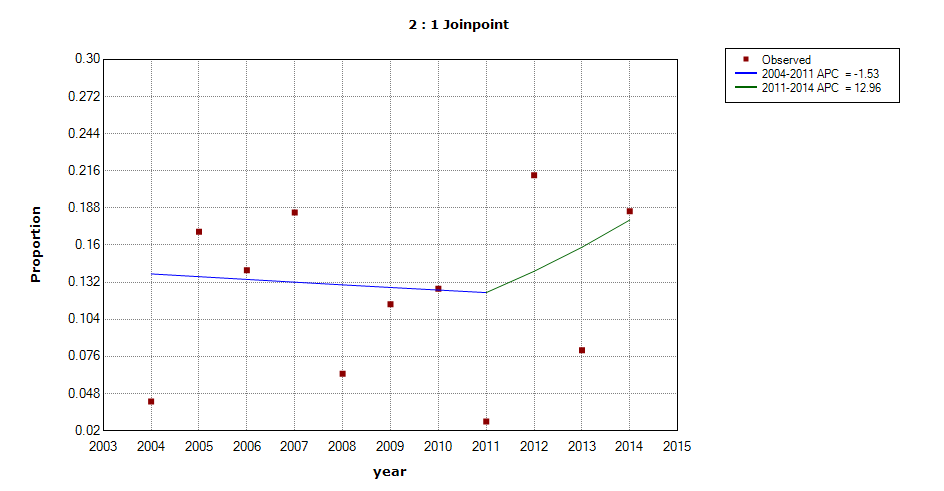 2 : 1 Joinpoint
Observed
2004-2011 APC = -1.53
2011-2014 APC = 12.96
0.30
0.272
0.244
0.216
0.188
0.16
0.132
0.104
0.076
0.048
0.02
Proportion
2003 2004 2005 2006 2007 2008 2009 2010 2011 2012 2013 2014 2015
year